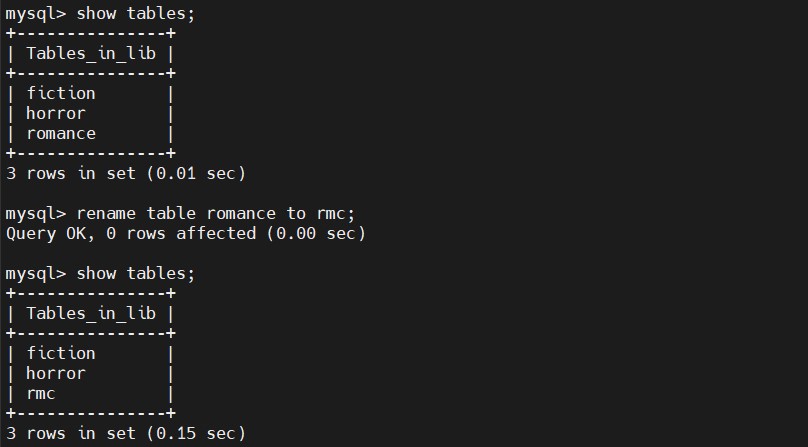 mysql> show tables;
+---------------+
| Tables_in_lib |
+---------------+
| fiction       |
| horror        |
| romance       |
+---------------+
3 rows in set (0.01 sec)

mysql> rename table romance to rmc;
Query OK, 0 rows affected (0.00 sec)

mysql> show tables;
+---------------+
| Tables_in_lib |
+---------------+
| fiction       |
| horror        |
| rmc           |
+---------------+
3 rows in set (0.15 sec)